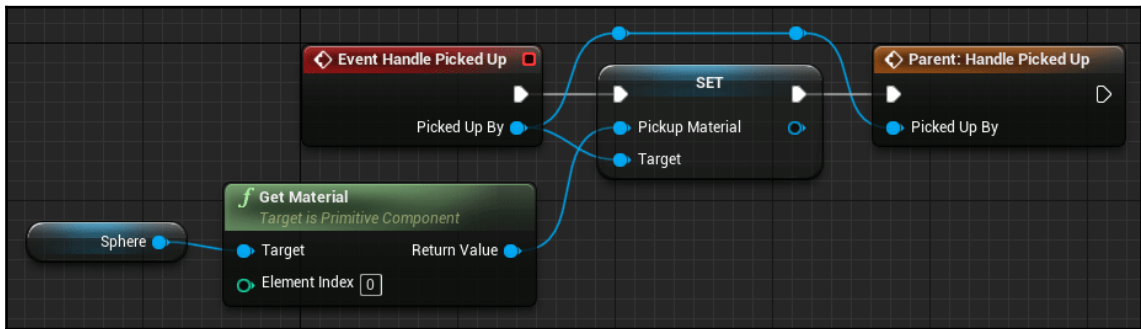 Event Handle Picked Up
Picked Up By
SET
Pickup Material
Target
Parent: Handle Picked Up
Picked Up By
f Get Material
Target is Primitive Component
Target Return Value
Element Index 0
Sphere